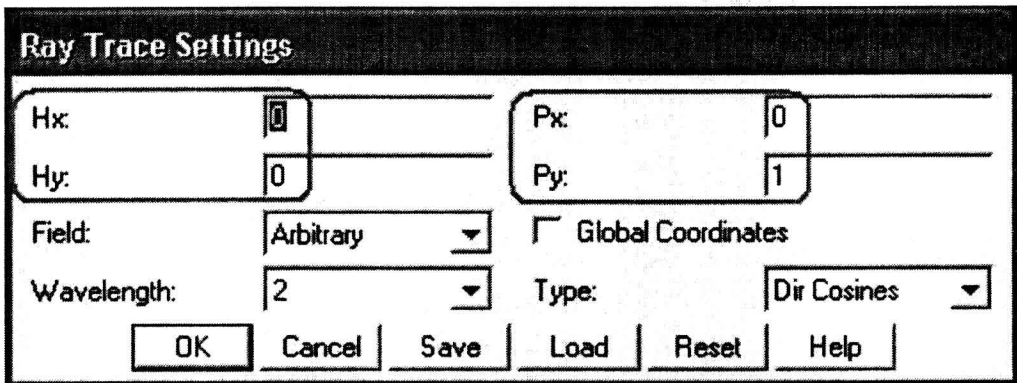 Ray Trace Settings
Hx: 0 Px: 0
Hy: 0 Py: 1
Field: Arbitrary Global Coordinates
Wavelength: 2 Type: Dir Cosines
OK Cancel Save Load Reset Help